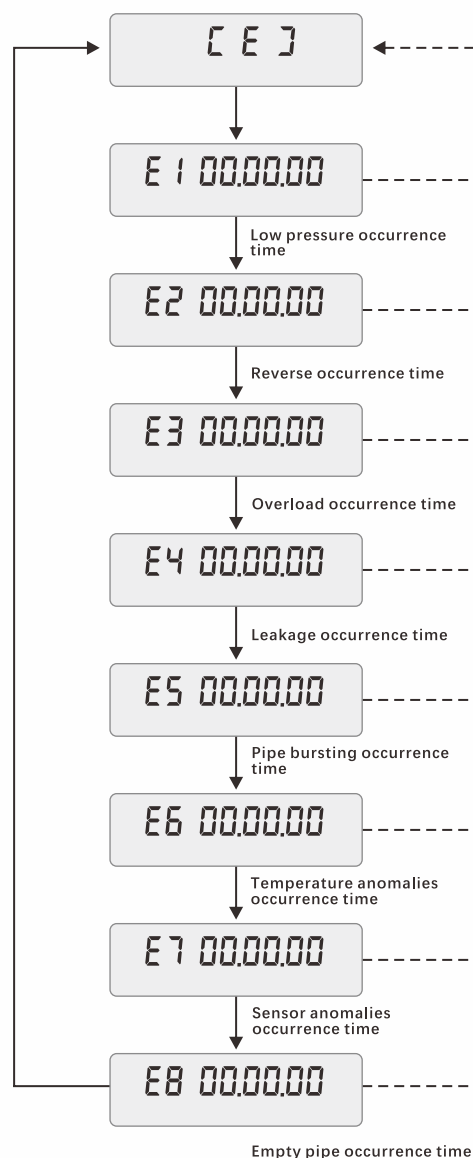 [ E ]
E1 00.00.00
Low pressure occurrence
time
E2 00.00.00
Reverse occurrence time
E3 00.00.00
Overload occurrence time
E4 00.00.00
Leakage occurrence time
E5 00.00.00
Pipe bursting occurrence
time
E6 00.00.00
Temperature anomalies
occurrence time
E7 00.00.00
Sensor anomalies
occurrence time
E8 00.00.00
Empty pipe occurrence time